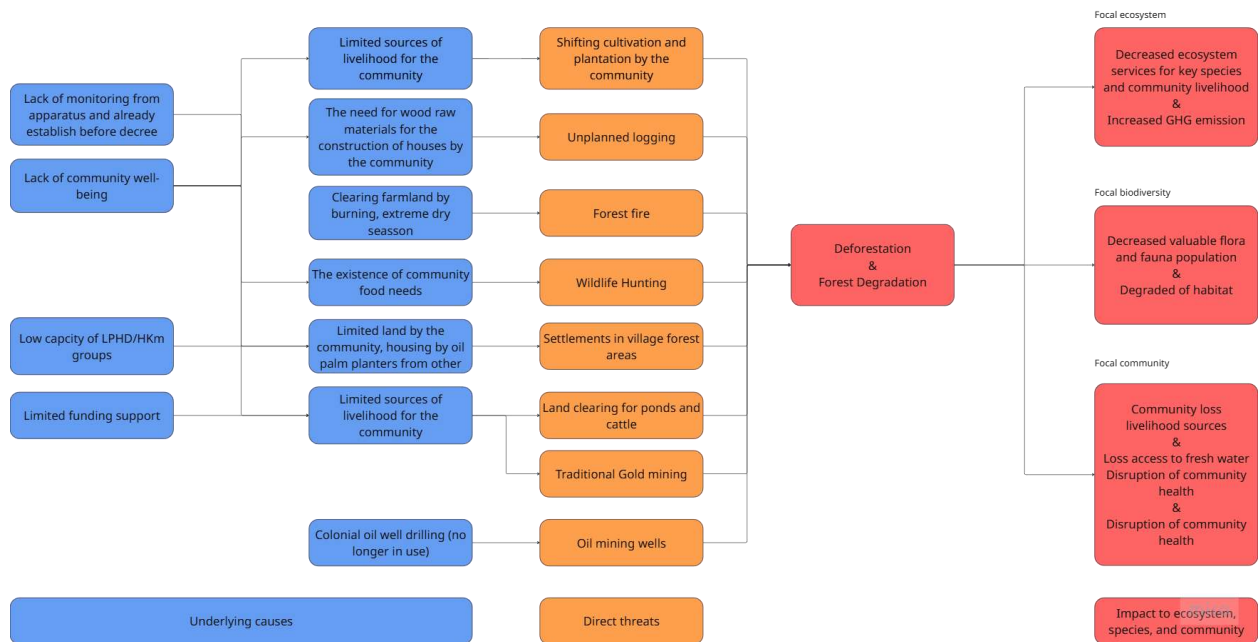 Focal ecosystem
Limited sources of
livelihood for the
community
Shifting cultivation and
plantation by the
community
Decreased ecosystem
services for key species
and community livelihood
&
Increased GHG emission
Lack of monitoring from
apparatus and already
establish before decree
The need for wood raw
materials for the
construction of houses by
the community
Unplanned logging
Lack of community well-
being
Clearing farmland by
burning, extreme dry
seasson
Forest fire
Focal biodiversity
Deforestation
&
Forest Degradation
Decreased valuable flora
and fauna population
&
Degraded of habitat
The existence of community
food needs
Wildlife Hunting
Low capcity of LPHD/HKm
groups
Limited land by the
community, housing by oil
palm planters from other
Settlements in village forest
areas
Focal community
Limited funding support
Limited sources of
livelihood for the
community
Land clearing for ponds and
cattle
Traditional Gold mining
Community loss
livelihood sources
&
Loss access to fresh water
Disruption of community
health
&
Disruption of community
health
Colonial oil well drilling (no
longer in use)
Oil mining wells
Underlying causes
Direct threats
Impact to ecosystem,
species, and community